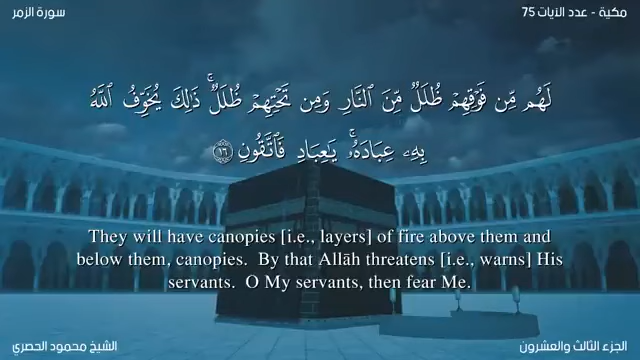 سورة الزمر
مكية - عدد الآيات 75
لَهُم مِّن فَوْقِهِمْ ظُلَلٌ مِّنَ ٱلنَّارِ وَمِن تَحْتِهِمْ ظُلَلٌ ۚ ذَٰلِكَ يُخَوِّفُ ٱللَّهُ
بِهِۦ عِبَادَهُۥ ۚ يَٰعِبَادِ فَٱتَّقُونِ ١٦
They will have canopies [i.e., layers] of fire above them and
below them, canopies. By that Allāh threatens [i.e., warns] His
servants. O My servants, then fear Me.
الشيخ محمود الحصري
الجزء الثالث والعشرون